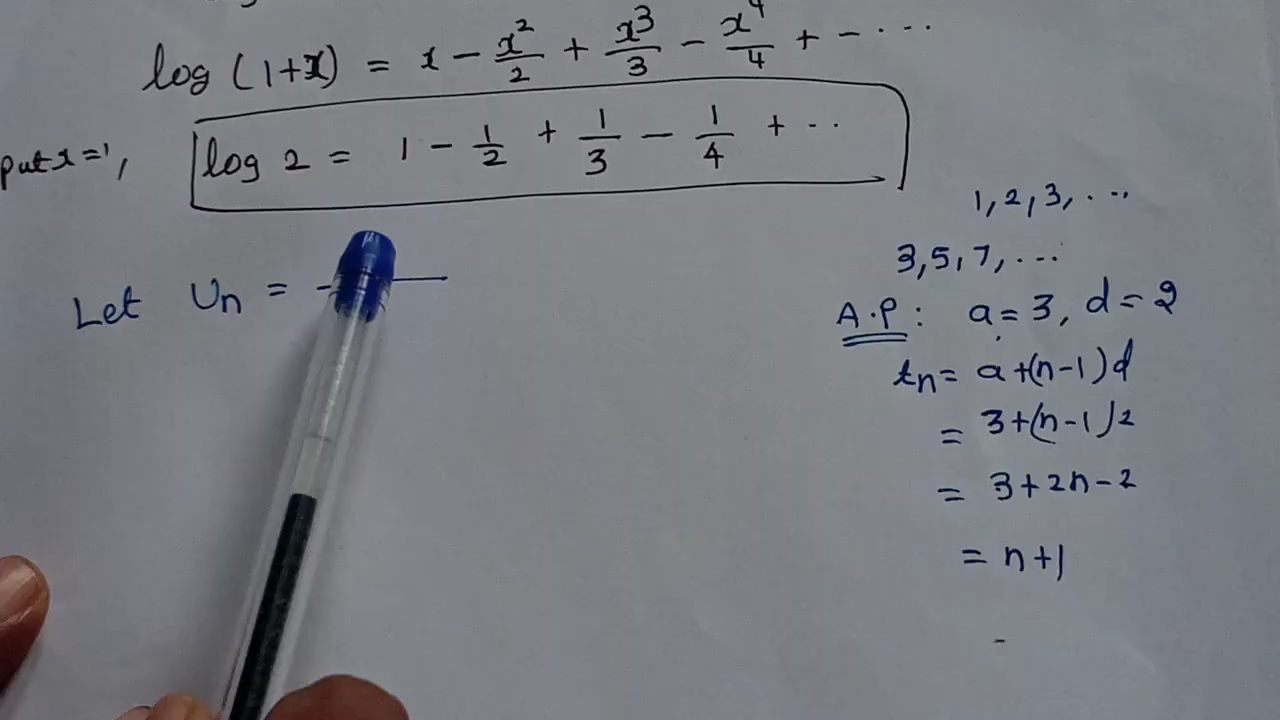 log (1+x) = x - x²/2 + x³/3 - x⁴/4 + - ....
put x=1,
log 2 = 1 - 1/2 + 1/3 - 1/4 + ..
1, 2, 3, ...
3, 5, 7, ...
Let Un =
A.P : a = 3, d = 2
tn = a+(n-1)d
= 3+(n-1)2
= 3+2n-2
= n+1